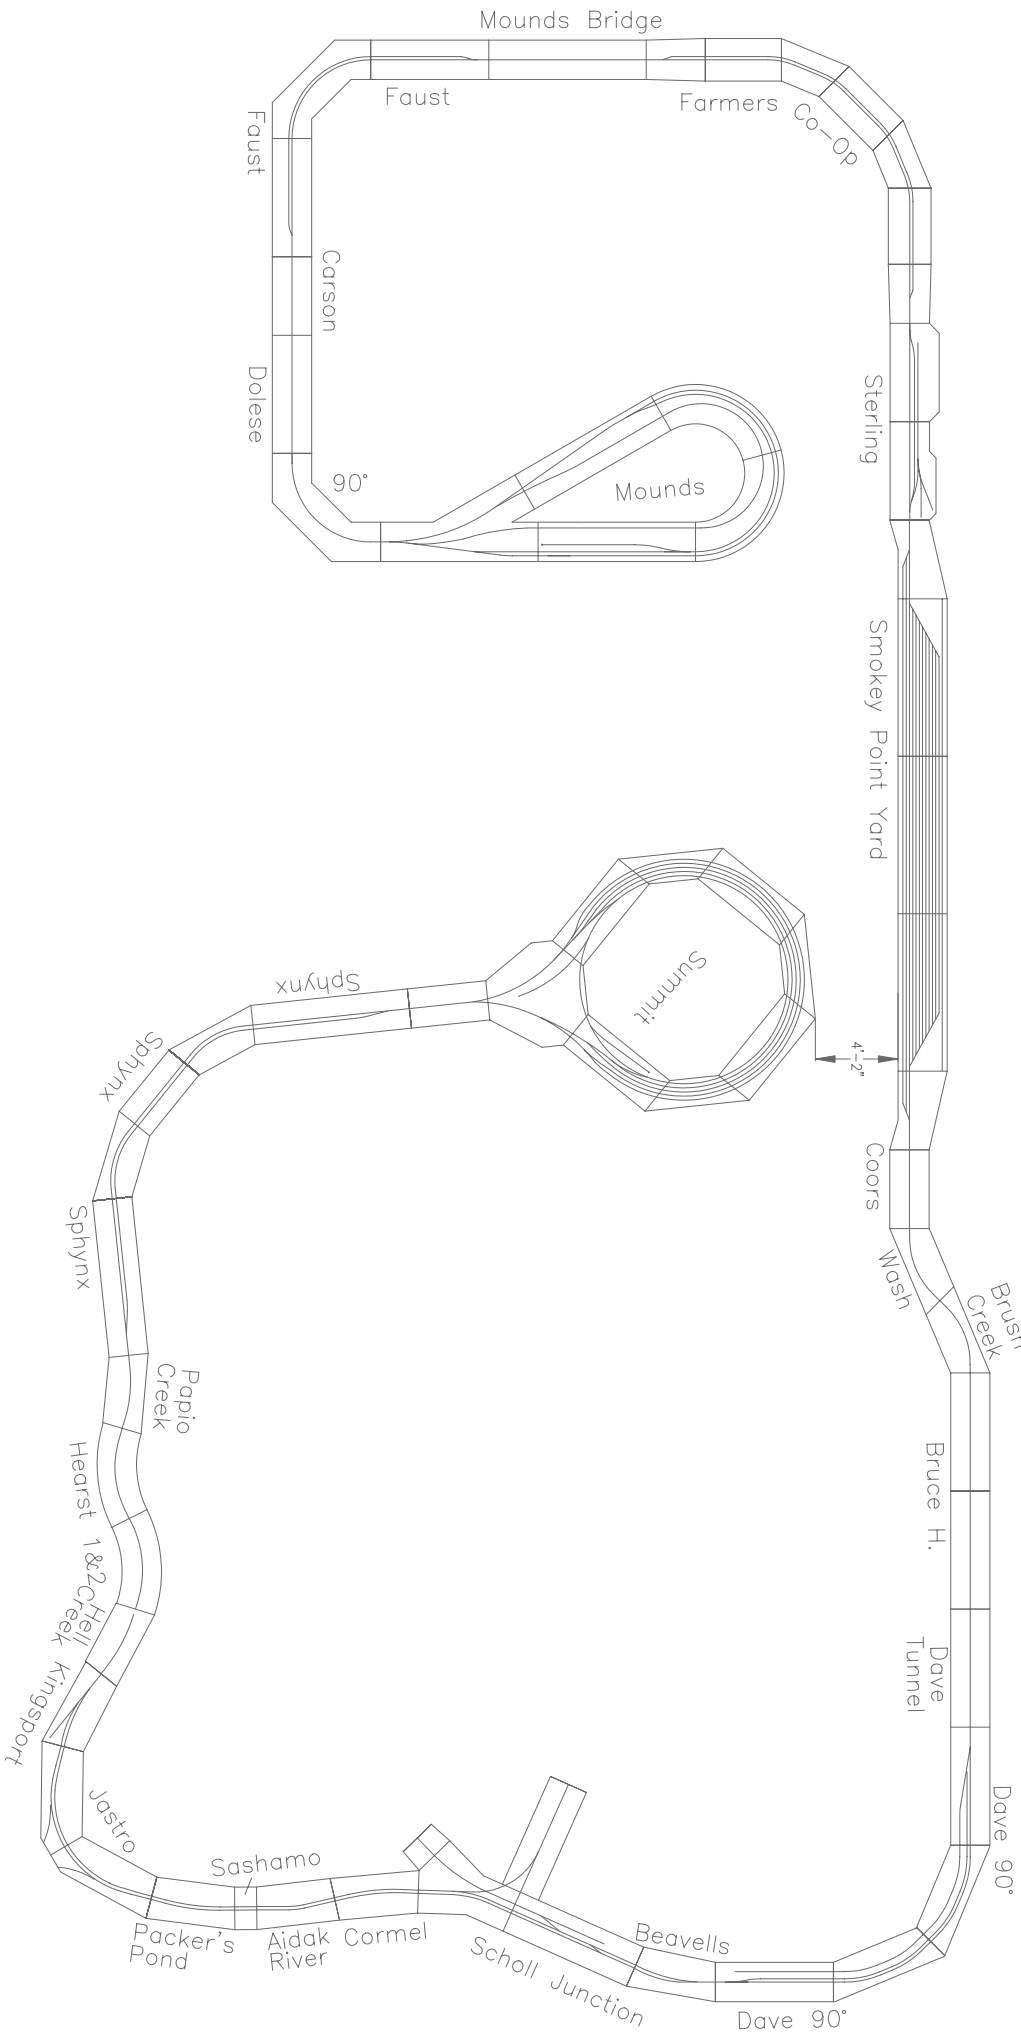 Mounds Bridge
Faust
Farmers
Co-Op
Faust
Carson
Dolese
90°
Mounds
Sterling
Smokey Point Yard
Summit
4'-2"
Sphynx
Sphynx
Sphynx
Coors
Wash
Brush
Creek
Papio
Creek
Bruce H.
Hearst 1&2
Hell
Creek
Kingsport
Dave
Tunnel
Jastro
Dave 90°
Sashamo
Packer's
Pond
Aidak
River
Cormel
Beavells
Scholl Junction
Dave 90°